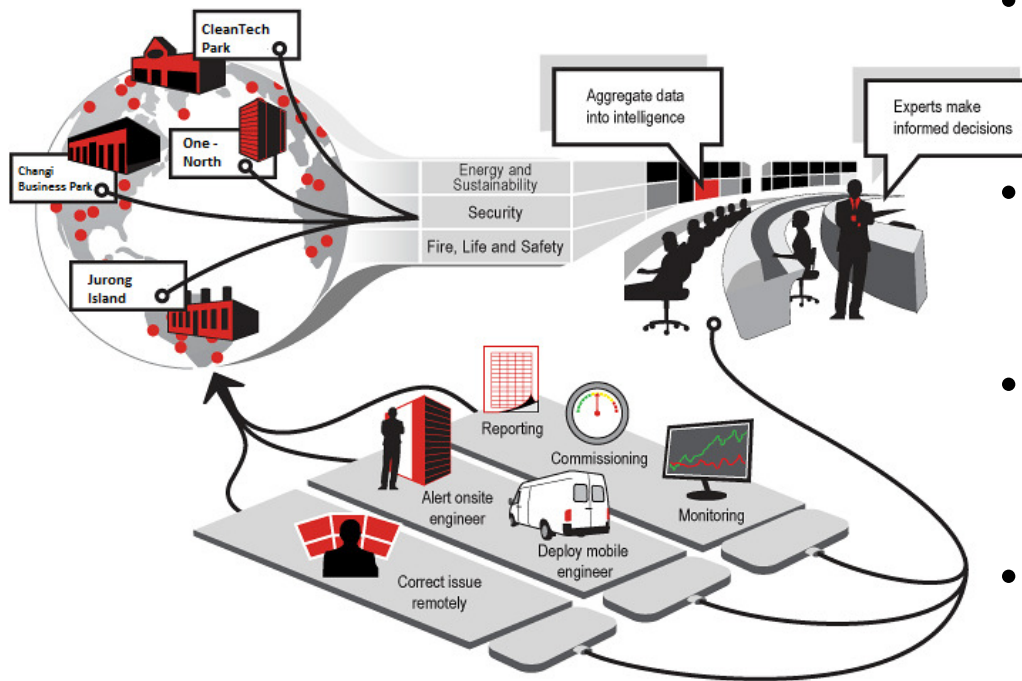 CleanTech
Park
One -
North
Changi
Business Park
Jurong
Island
Energy and
Sustainability
Security
Fire, Life and Safety
Aggregate data
into intelligence
Experts make
informed decisions
Reporting
Commissioning
Monitoring
Alert onsite
engineer
Deploy mobile
engineer
Correct issue
remotely